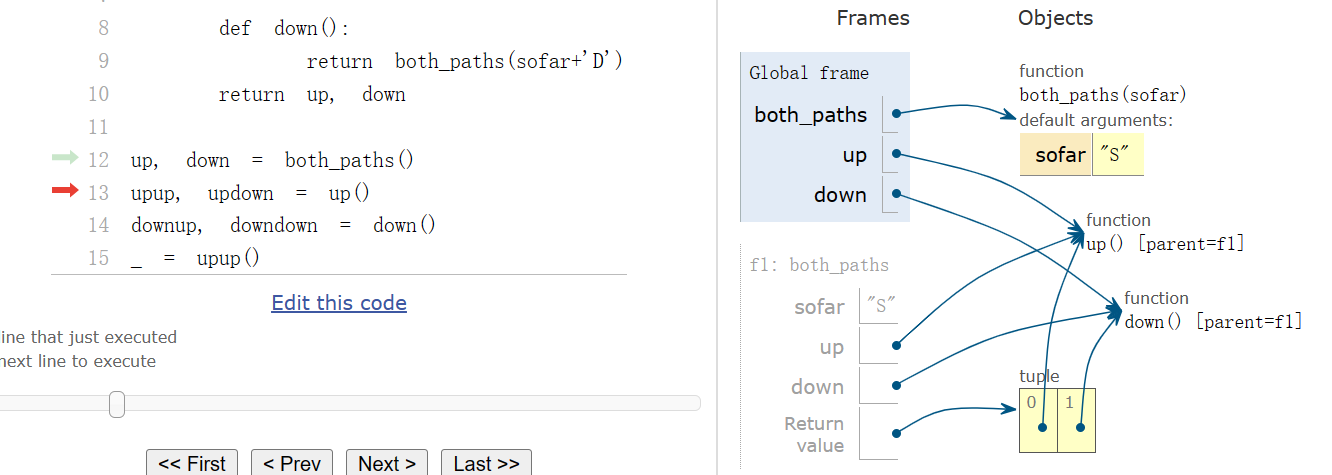 8 def down():
9 return both_paths(sofar+'D')
10 return up, down
11
12 up, down = both_paths()
13 upup, updown = up()
14 downup, downdown = down()
15 _ = upup()
Edit this code
ine that just executed
next line to execute
<< First < Prev Next > Last >>
Frames Objects
Global frame
both_paths
up
down
f1: both_paths
sofar "S"
up
down
Return
value
function
both_paths(sofar)
default arguments:
sofar "S"
function
up() [parent=f1]
function
down() [parent=f1]
tuple
0 1